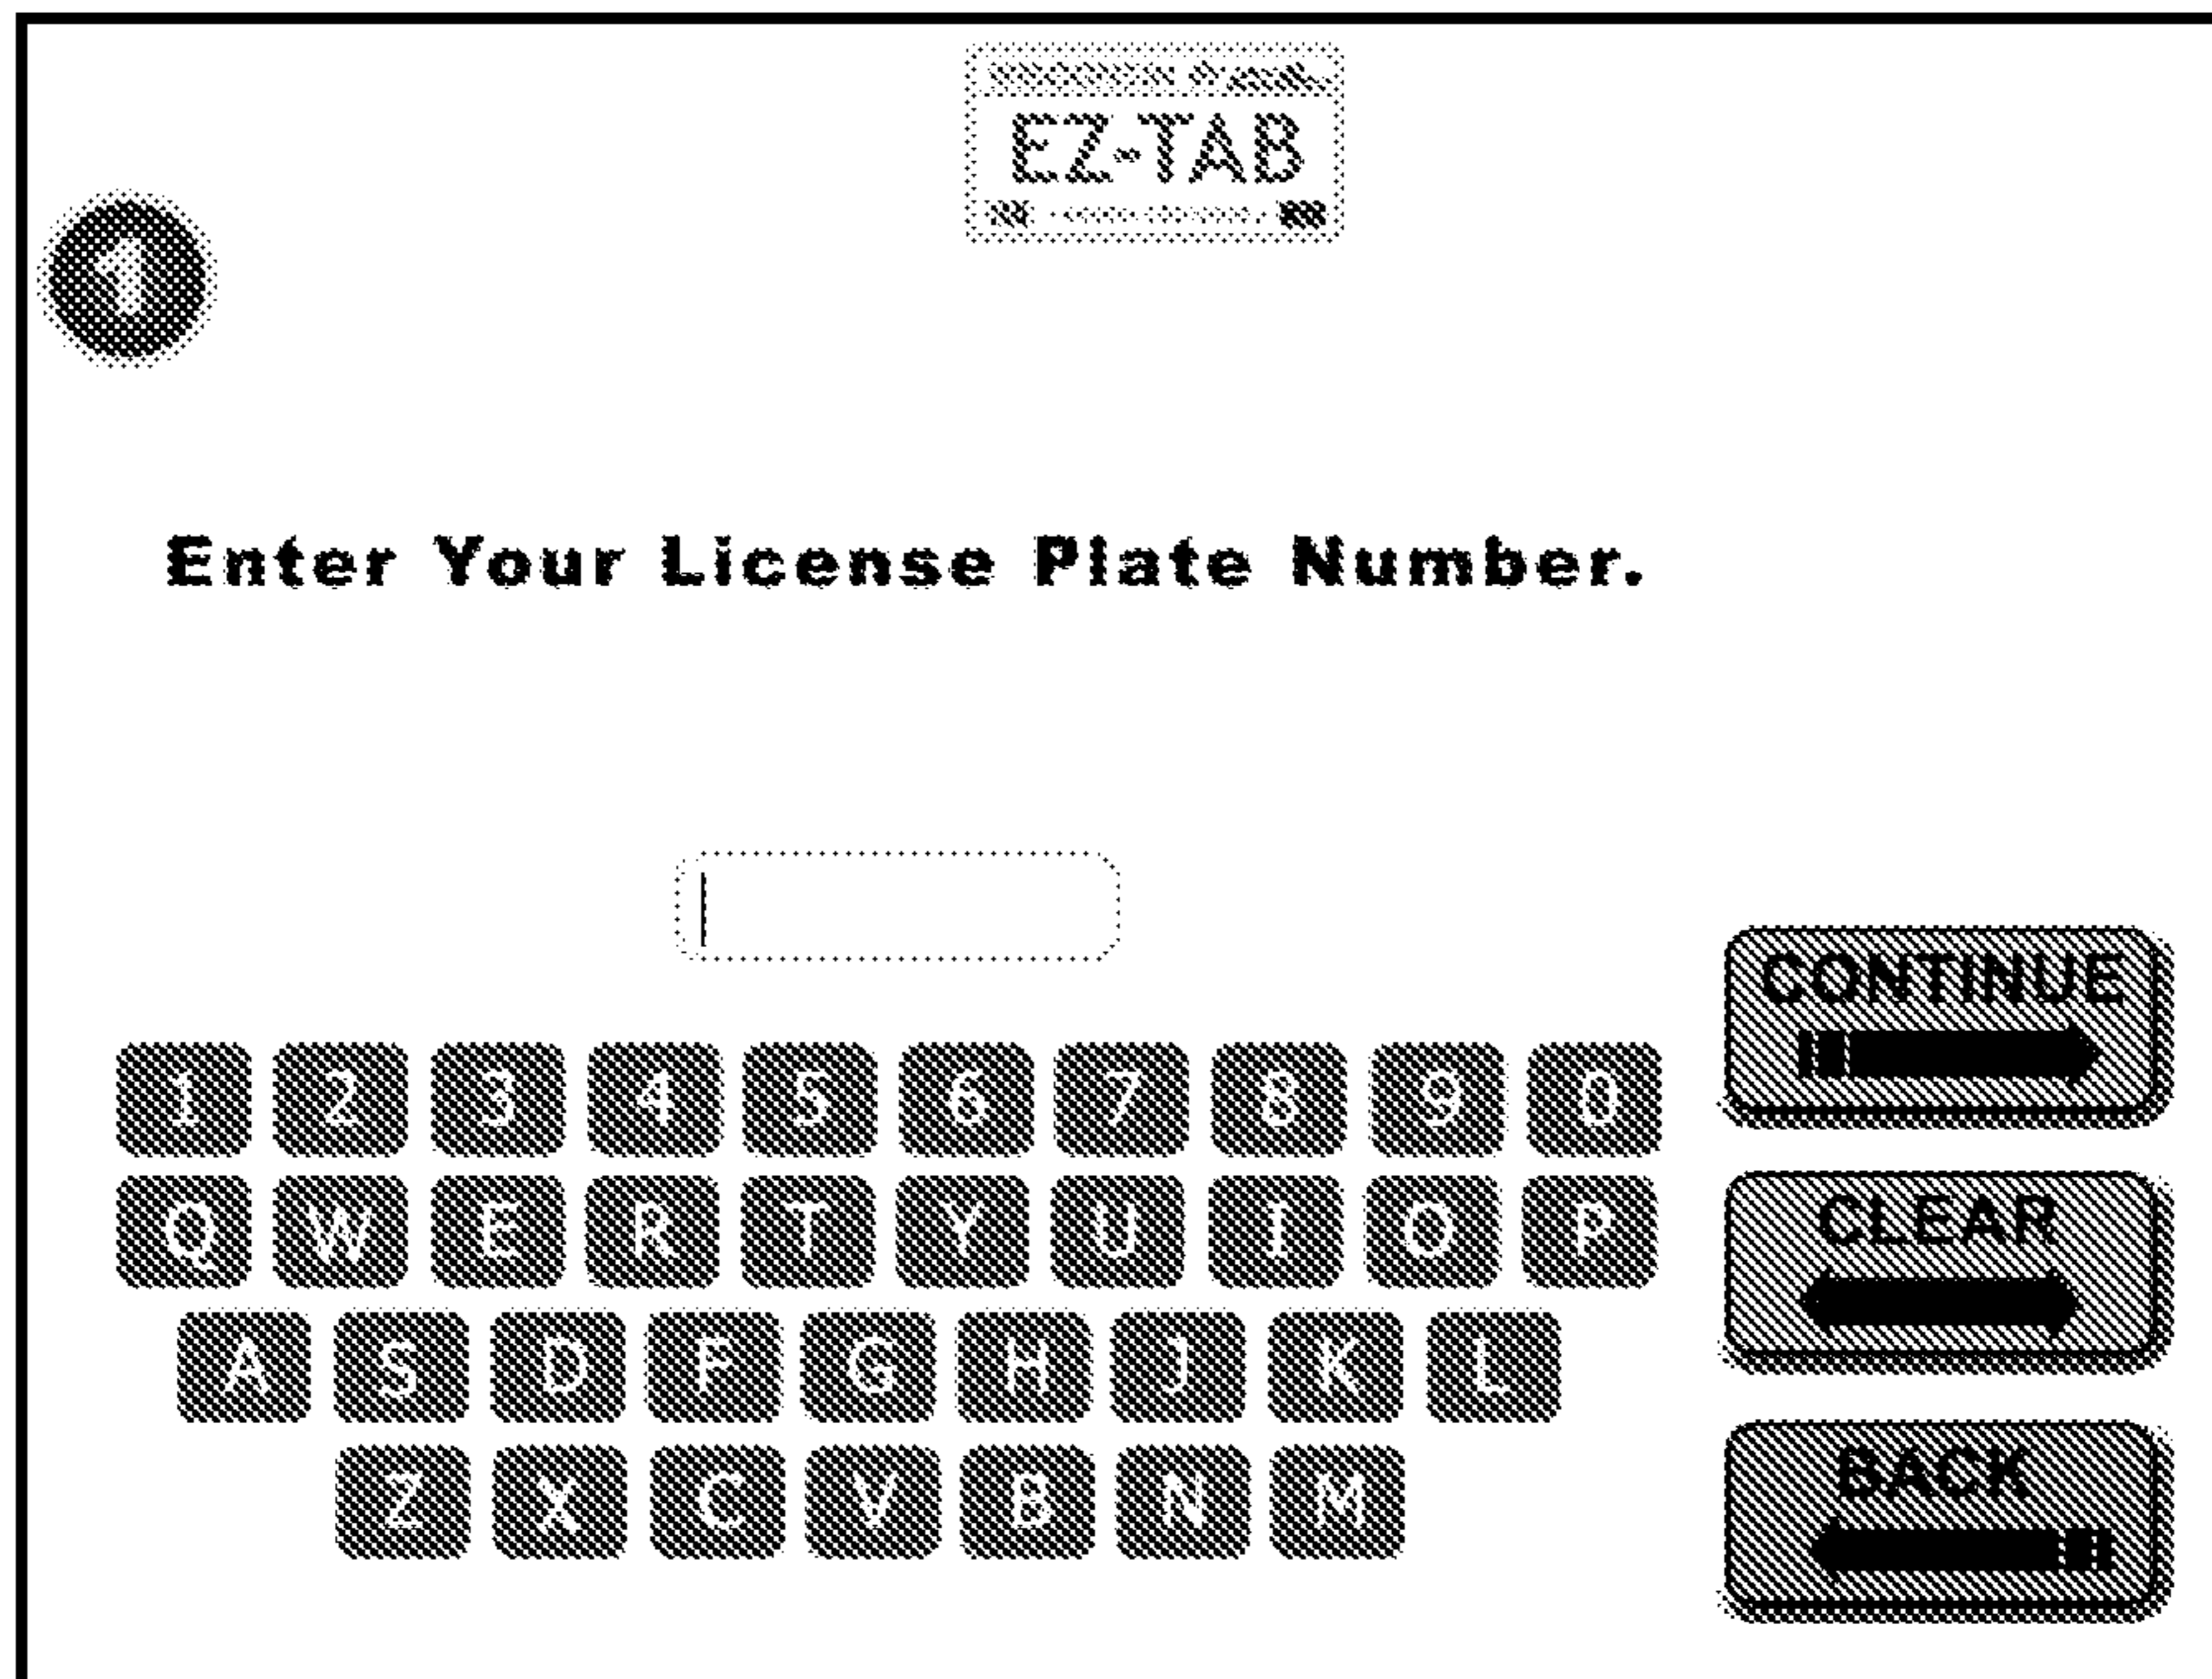 EZ-TAB
1
Enter Your License Plate Number.
CONTINUE
1 2 3 4 5 6 7 8 9 0
Q W E R T Y U I O P
CLEAR
A S D F G H J K L
Z X C V B N M
BACK